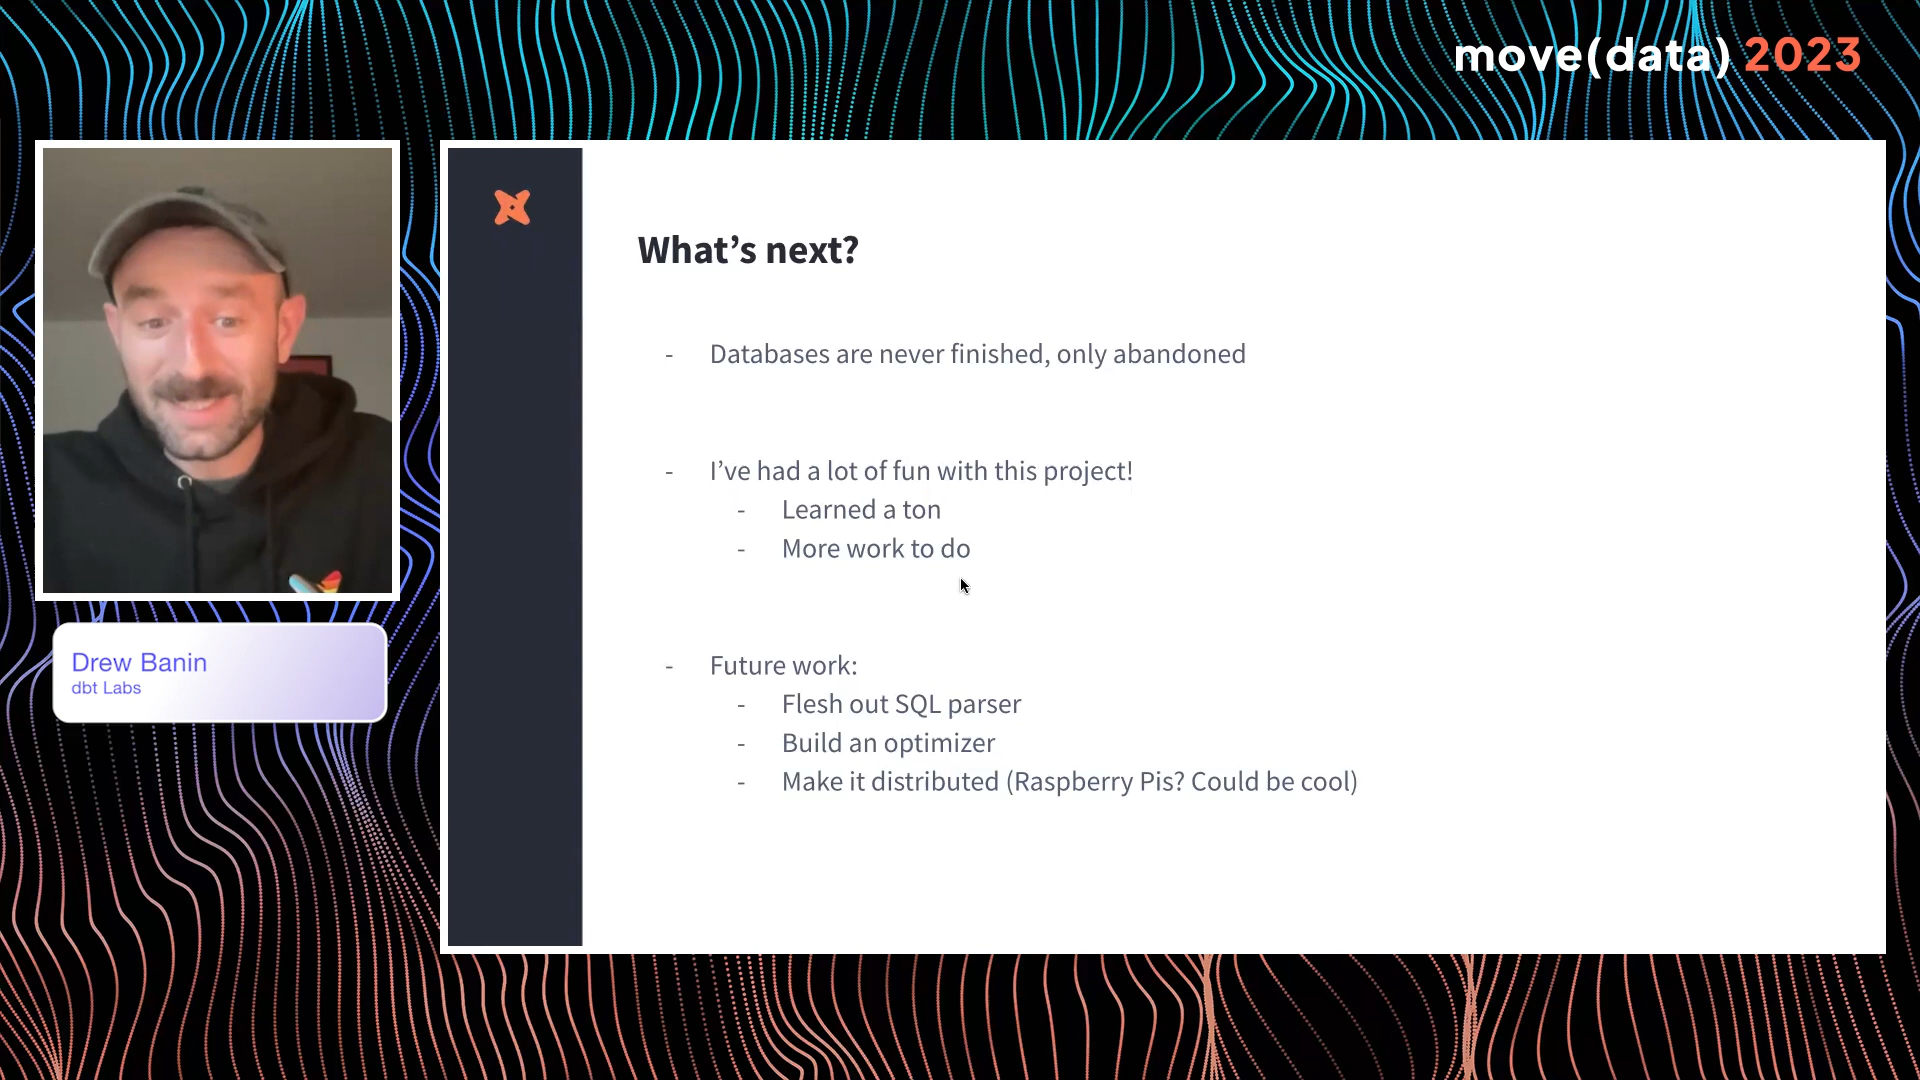 move(data) 2023
What’s next?
- Databases are never finished, only abandoned
- I’ve had a lot of fun with this project!
- Learned a ton
- More work to do
- Future work:
- Flesh out SQL parser
- Build an optimizer
- Make it distributed (Raspberry Pis? Could be cool)
Drew Banin
dbt Labs